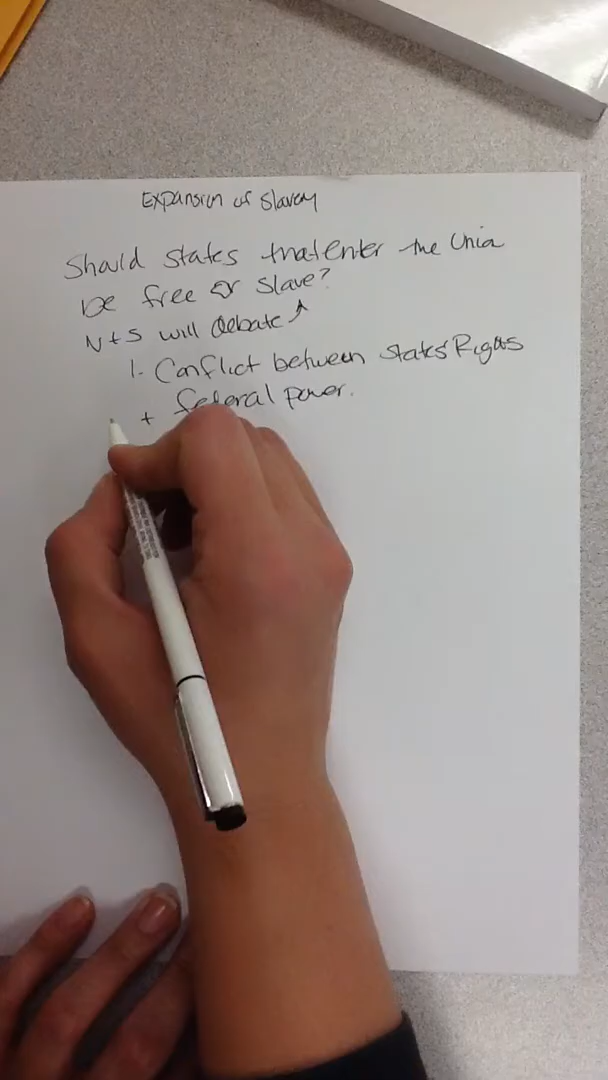 Expansion of Slavery
Should states that enter the Union
be free or slave?
N + S will debate ↑
1. Conflict between States' Rights
+ federal power.